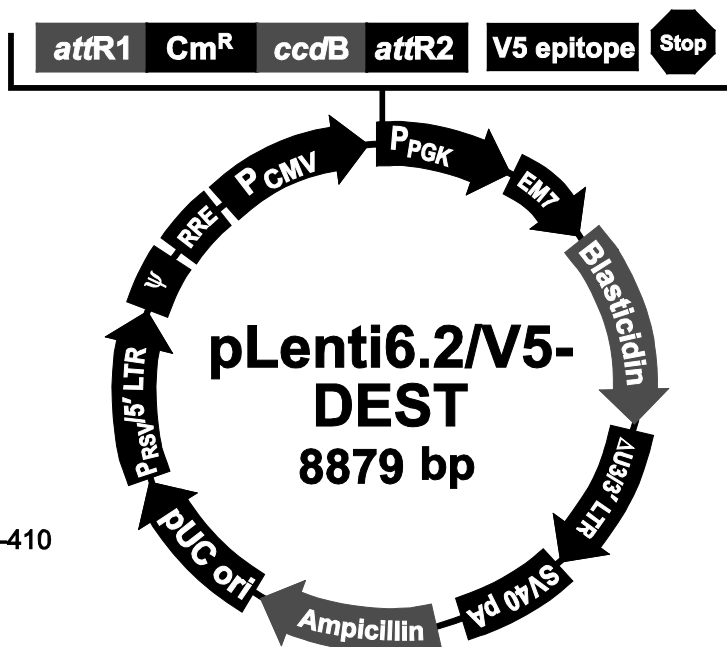 attR1 CmR ccdB attR2 V5 epitope Stop
PCMV
PPGK
EM7
Blasticidin
ΔU3/3' LTR
SV40 pA
Ampicillin
pUC ori
PRSV/5' LTR
ψ
RRE
pLenti6.2/V5-
DEST
8879 bp
-410